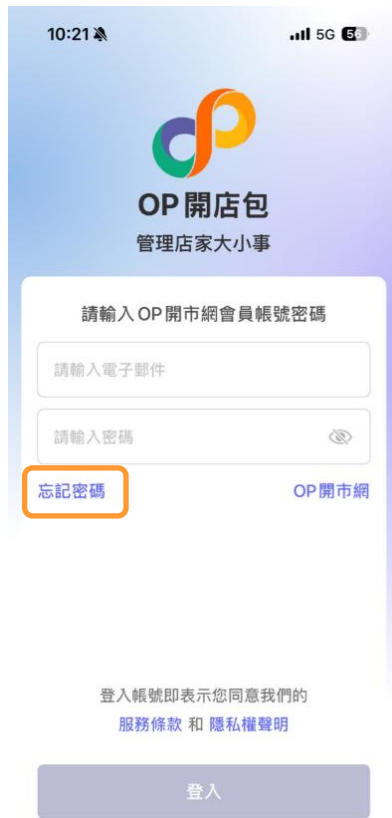 10:21 5G 56
OP開店包
管理店家大小事
請輸入OP開市網會員帳號密碼
請輸入電子郵件
請輸入密碼
忘記密碼 OP開市網
登入帳號即表示您同意我們的
服務條款 和 隱私權聲明
登入